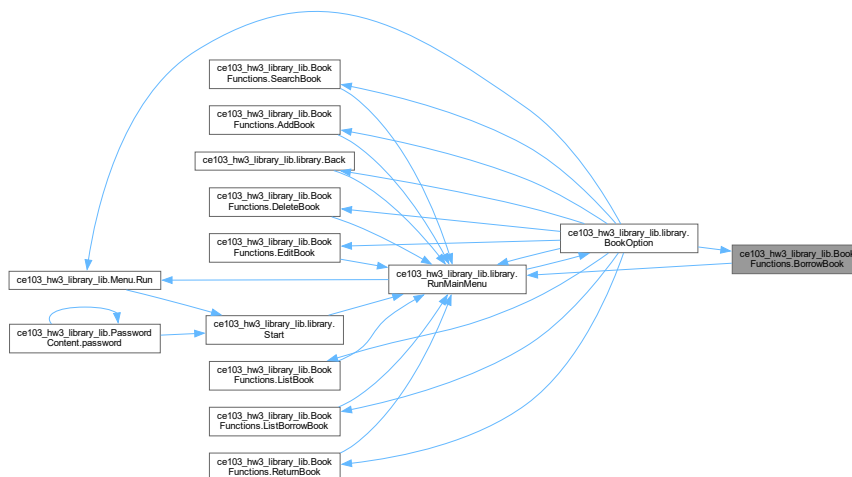 ce103_hw3_library_lib.Book
Functions.SearchBook
ce103_hw3_library_lib.Book
Functions.AddBook
ce103_hw3_library_lib.library.Back
ce103_hw3_library_lib.Book
Functions.DeleteBook
ce103_hw3_library_lib.Book
Functions.EditBook
ce103_hw3_library_lib.library.
BookOption
ce103_hw3_library_lib.Book
Functions.BorrowBook
ce103_hw3_library_lib.library.
RunMainMenu
ce103_hw3_library_lib.Menu.Run
ce103_hw3_library_lib.Password
Content.password
ce103_hw3_library_lib.library.
Start
ce103_hw3_library_lib.Book
Functions.ListBook
ce103_hw3_library_lib.Book
Functions.ListBorrowBook
ce103_hw3_library_lib.Book
Functions.ReturnBook